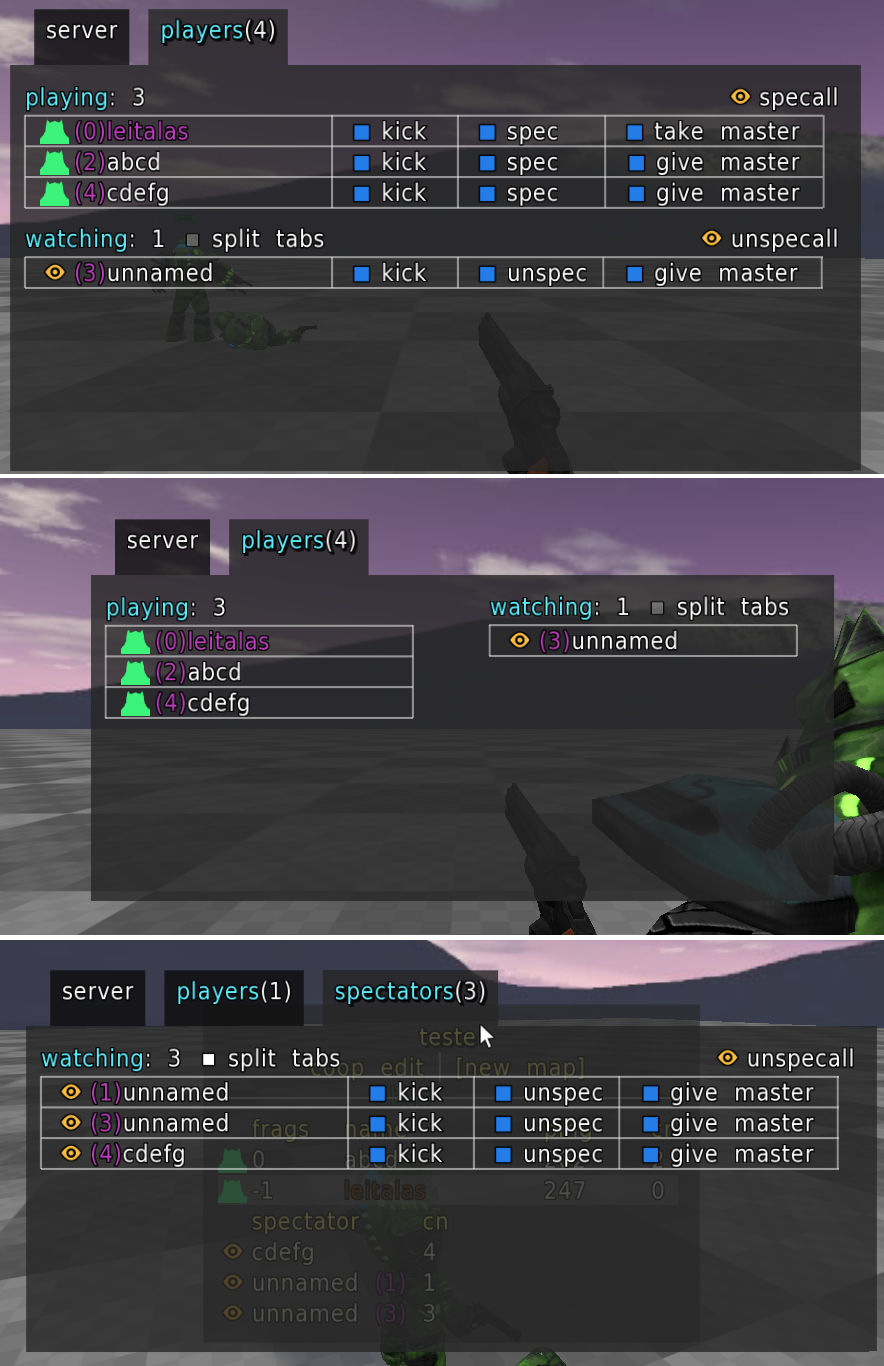 server players(4)
playing: 3 specall
(0)leitalas kick spec take master
(2)abcd kick spec give master
(4)cdefg kick spec give master
watching: 1 split tabs unspecall
(3)unnamed kick unspec give master
server players(4)
playing: 3 watching: 1 split tabs
(0)leitalas (3)unnamed
(2)abcd
(4)cdefg
server players(1) spectators(3)
teste
watching: 3 split tabs unspecall
coop edit | [new map]
(1)unnamed kick unspec give master
(3)unnamed kick unspec give master
frags name ping cn
(4)cdefg kick unspec give master
0 abcd 2
-1 leitalas 247 0
spectator cn
cdefg 4
unnamed (1) 1
unnamed (3) 3